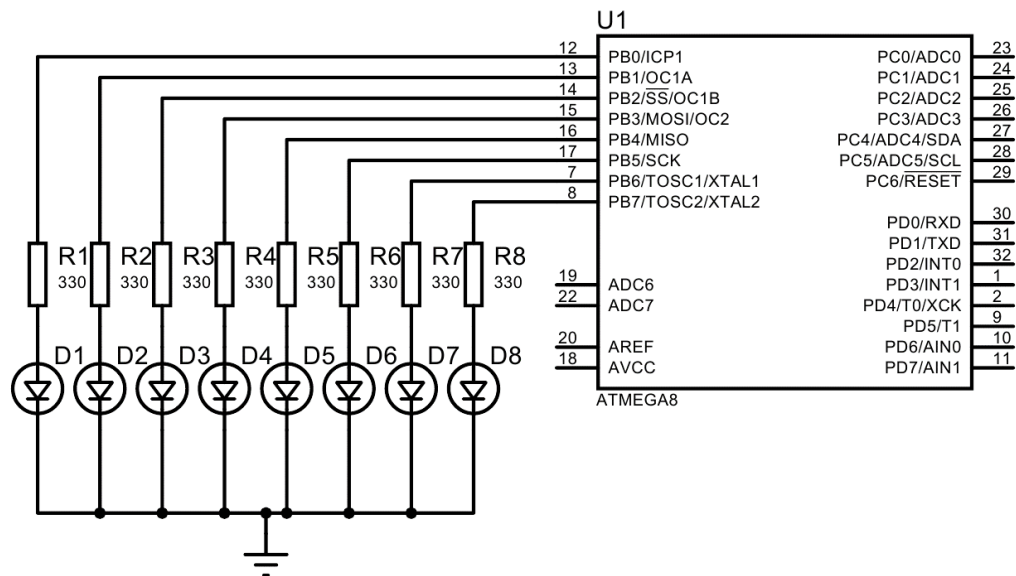 U1
12 PB0/ICP1 PC0/ADC0 23
13 PB1/OC1A PC1/ADC1 24
14 PB2/SS/OC1B PC2/ADC2 25
15 PB3/MOSI/OC2 PC3/ADC3 26
16 PB4/MISO PC4/ADC4/SDA 27
17 PB5/SCK PC5/ADC5/SCL 28
7 PB6/TOSC1/XTAL1 PC6/RESET 29
8 PB7/TOSC2/XTAL2
PD0/RXD 30
PD1/TXD 31
PD2/INT0 32
19 ADC6 PD3/INT1 1
22 ADC7 PD4/T0/XCK 2
PD5/T1 9
20 AREF PD6/AIN0 10
18 AVCC PD7/AIN1 11
ATMEGA8
R1 R2 R3 R4 R5 R6 R7 R8
330 330 330 330 330 330 330 330
D1 D2 D3 D4 D5 D6 D7 D8